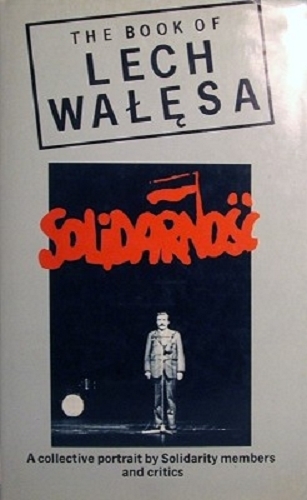 THE BOOK OF
LECH
WAŁĘSA
SOLiDARNOŚĆ
A collective portrait by Solidarity members
and critics